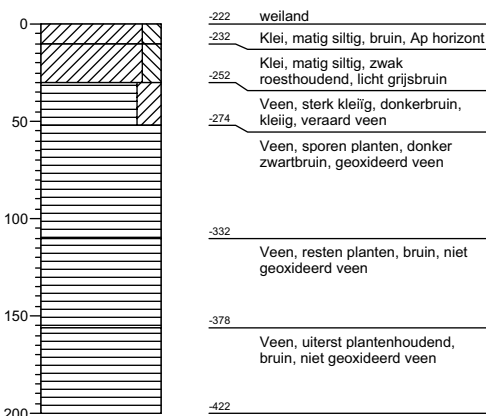 0
50
100
150
200
-222 weiland
-232 Klei, matig siltig, bruin, Ap horizont
Klei, matig siltig, zwak
-252 roesthoudend, licht grijsbruin
Veen, sterk kleiïg, donkerbruin,
-274 kleiig, veraard veen
Veen, sporen planten, donker
zwartbruin, geoxideerd veen
-332
Veen, resten planten, bruin, niet
geoxideerd veen
-378
Veen, uiterst plantenhoudend,
bruin, niet geoxideerd veen
-422